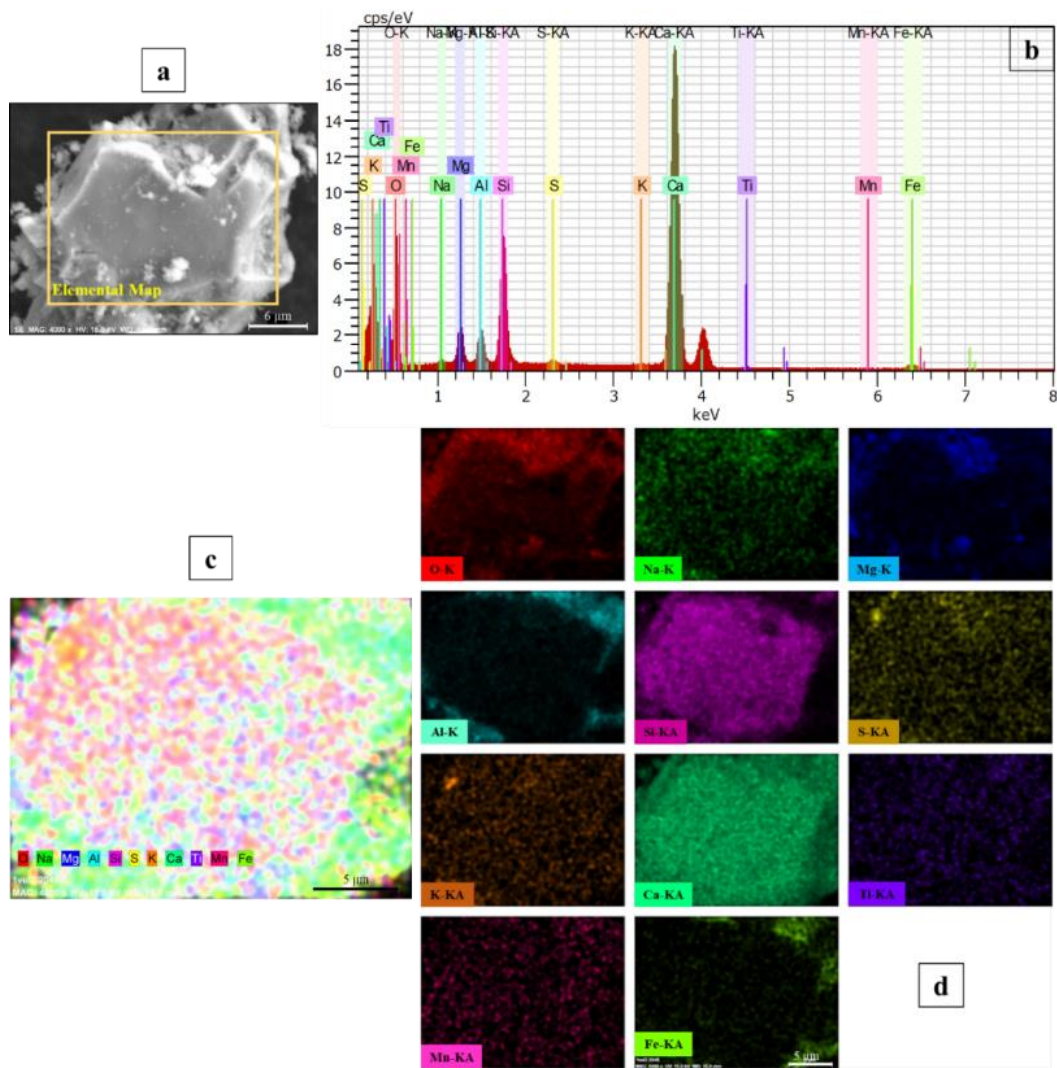 a
Elemental Map
6 μm
cps/eV
O-K
S-KA
K-KA
Ca-KA
Ti-KA
Mn-KA
Fe-KA
b
Ti
Ca
Fe
K
Mn
Mg
S
O
Na
Al
Si
S
K
Ca
Ti
Mn
Fe
18
16
14
12
10
8
6
4
2
0
1
2
3
4
5
6
7
8
keV
c
O Na Mg Al Si S K Ca Ti Mn Fe
5 μm
O-K
Na-K
Mg-K
Al-K
Si-KA
S-KA
K-KA
Ca-KA
Ti-KA
Mn-KA
Fe-KA
5 μm
d